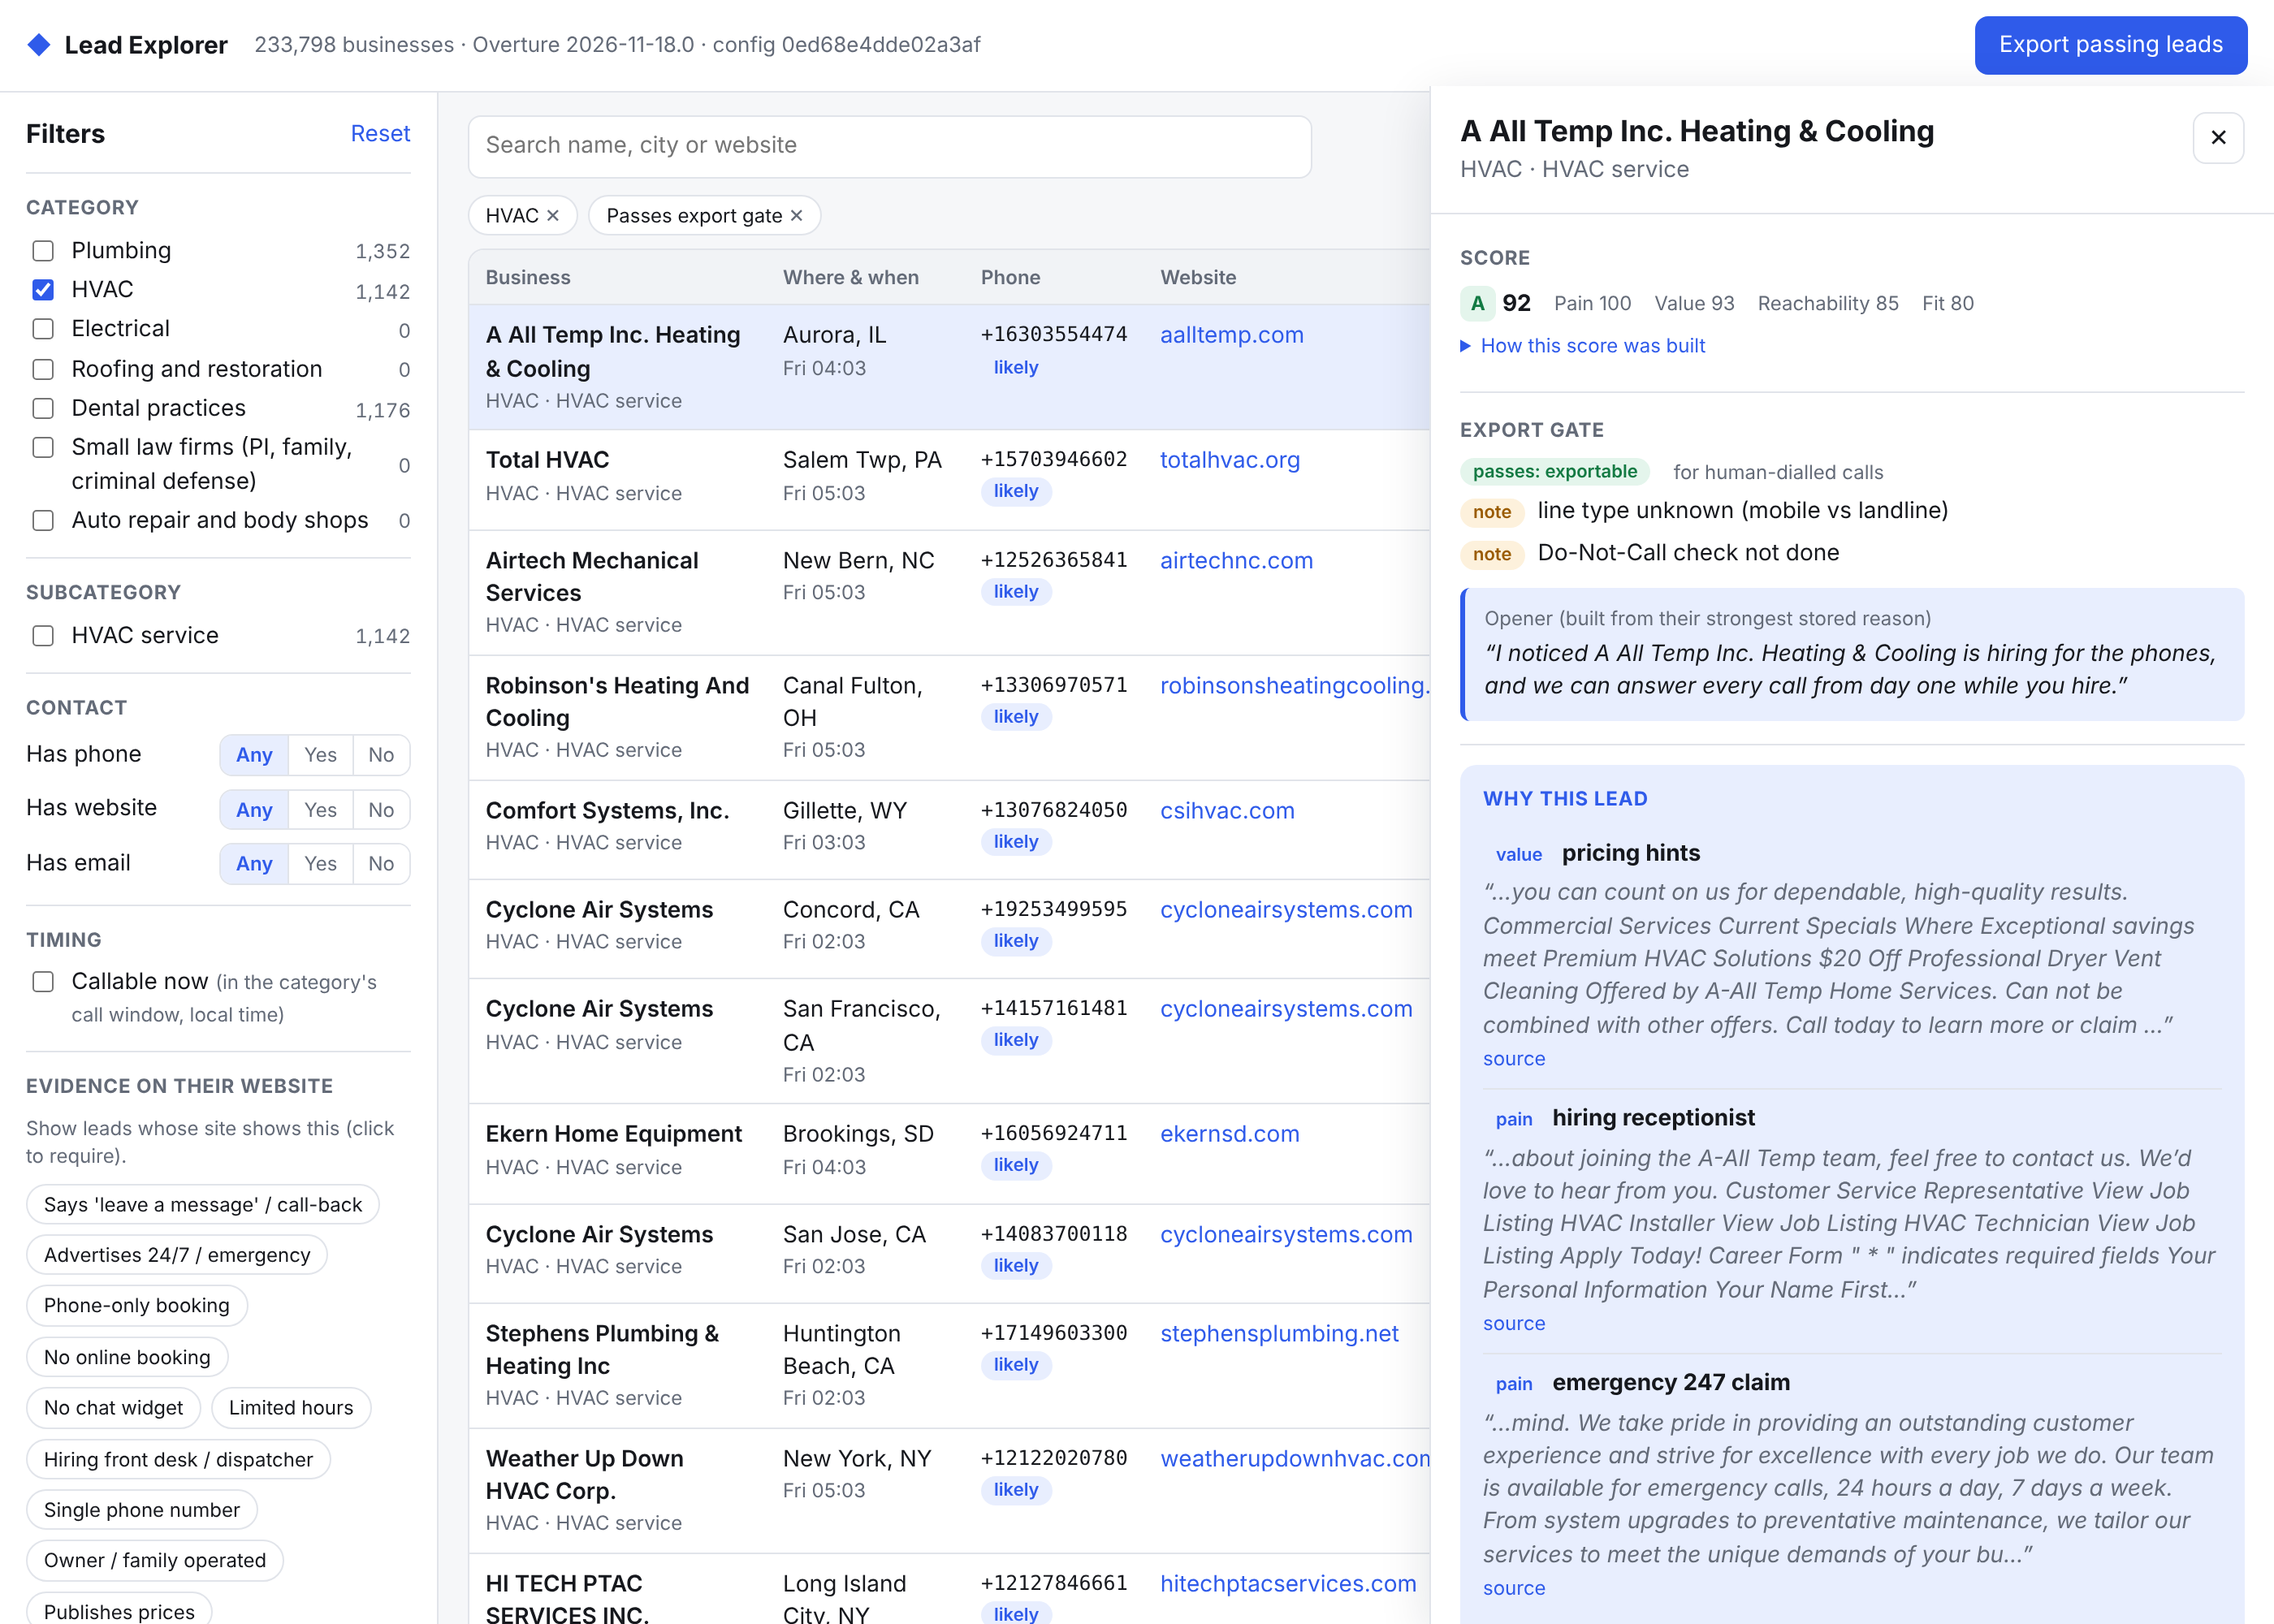 Lead Explorer 233,798 businesses · Overture 2026-11-18.0 · config 0ed68e4dde02a3af
Export passing leads
Filters Reset
CATEGORY
Plumbing 1,352
HVAC 1,142
Electrical 0
Roofing and restoration 0
Dental practices 1,176
Small law firms (PI, family,
criminal defense) 0
Auto repair and body shops 0
SUBCATEGORY
HVAC service 1,142
CONTACT
Has phone Any Yes No
Has website Any Yes No
Has email Any Yes No
TIMING
Callable now (in the category's
call window, local time)
EVIDENCE ON THEIR WEBSITE
Show leads whose site shows this (click
to require).
Says 'leave a message' / call-back
Advertises 24/7 / emergency
Phone-only booking
No online booking
No chat widget Limited hours
Hiring front desk / dispatcher
Single phone number
Owner / family operated
Publishes prices
Search name, city or website
HVAC ✕ Passes export gate ✕
Business Where & when Phone Website
A All Temp Inc. Heating Aurora, IL +16303554474 aalltemp.com
& Cooling Fri 04:03 likely
HVAC · HVAC service
Total HVAC Salem Twp, PA +15703946602 totalhvac.org
HVAC · HVAC service Fri 05:03 likely
Airtech Mechanical New Bern, NC +12526365841 airtechnc.com
Services Fri 05:03 likely
HVAC · HVAC service
Robinson's Heating And Canal Fulton, +13306970571 robinsonsheatingcooling.
Cooling OH likely
HVAC · HVAC service Fri 05:03
Comfort Systems, Inc. Gillette, WY +13076824050 csihvac.com
HVAC · HVAC service Fri 03:03 likely
Cyclone Air Systems Concord, CA +19253499595 cycloneairsystems.com
HVAC · HVAC service Fri 02:03 likely
Cyclone Air Systems San Francisco, +14157161481 cycloneairsystems.com
HVAC · HVAC service CA likely
Fri 02:03
Ekern Home Equipment Brookings, SD +16056924711 ekernsd.com
HVAC · HVAC service Fri 04:03 likely
Cyclone Air Systems San Jose, CA +14083700118 cycloneairsystems.com
HVAC · HVAC service Fri 02:03 likely
Stephens Plumbing & Huntington +17149603300 stephensplumbing.net
Heating Inc Beach, CA likely
HVAC · HVAC service Fri 02:03
Weather Up Down New York, NY +12122020780 weatherupdownhvac.com
HVAC Corp. Fri 05:03 likely
HVAC · HVAC service
HI TECH PTAC Long Island +12127846661 hitechptacservices.com
SERVICES INC. City, NY likely
A All Temp Inc. Heating & Cooling ✕
HVAC · HVAC service
SCORE
A 92 Pain 100 Value 93 Reachability 85 Fit 80
▶ How this score was built
EXPORT GATE
passes: exportable for human-dialled calls
note line type unknown (mobile vs landline)
note Do-Not-Call check not done
Opener (built from their strongest stored reason)
“I noticed A All Temp Inc. Heating & Cooling is hiring for the phones,
and we can answer every call from day one while you hire.”
WHY THIS LEAD
value pricing hints
“…you can count on us for dependable, high-quality results.
Commercial Services Current Specials Where Exceptional savings
meet Premium HVAC Solutions $20 Off Professional Dryer Vent
Cleaning Offered by A-All Temp Home Services. Can not be
combined with other offers. Call today to learn more or claim …”
source
pain hiring receptionist
“…about joining the A-All Temp team, feel free to contact us. We’d
love to hear from you. Customer Service Representative View Job
Listing HVAC Installer View Job Listing HVAC Technician View Job
Listing Apply Today! Career Form " * " indicates required fields Your
Personal Information Your Name First…”
source
pain emergency 247 claim
“…mind. We take pride in providing an outstanding customer
experience and strive for excellence with every job we do. Our team
is available for emergency calls, 24 hours a day, 7 days a week.
From system upgrades to preventative maintenance, we tailor our
services to meet the unique demands of your bu…”
source